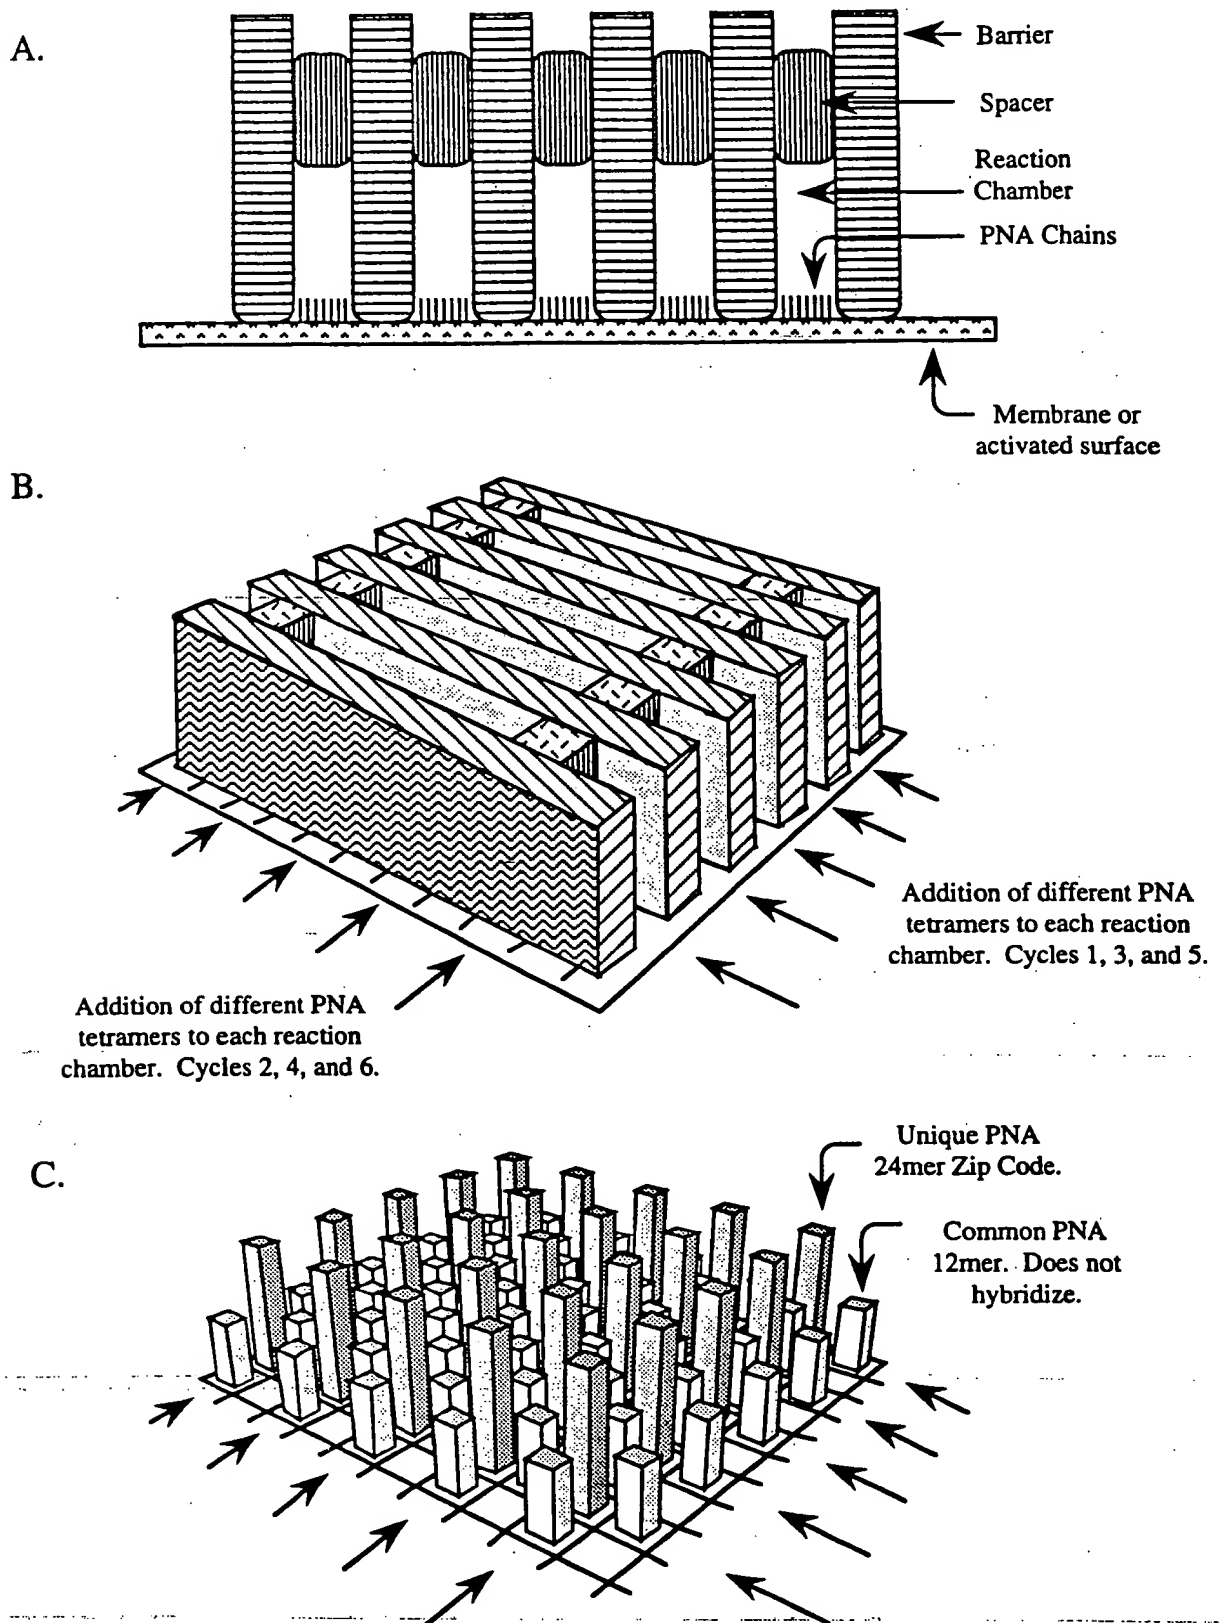 A.
Barrier
Spacer
Reaction
Chamber
PNA Chains
Membrane or
activated surface
B.
Addition of different PNA
tetramers to each reaction
chamber. Cycles 1, 3, and 5.
Addition of different PNA
tetramers to each reaction
chamber. Cycles 2, 4, and 6.
C.
Unique PNA
24mer Zip Code.
Common PNA
12mer. Does not
hybridize.